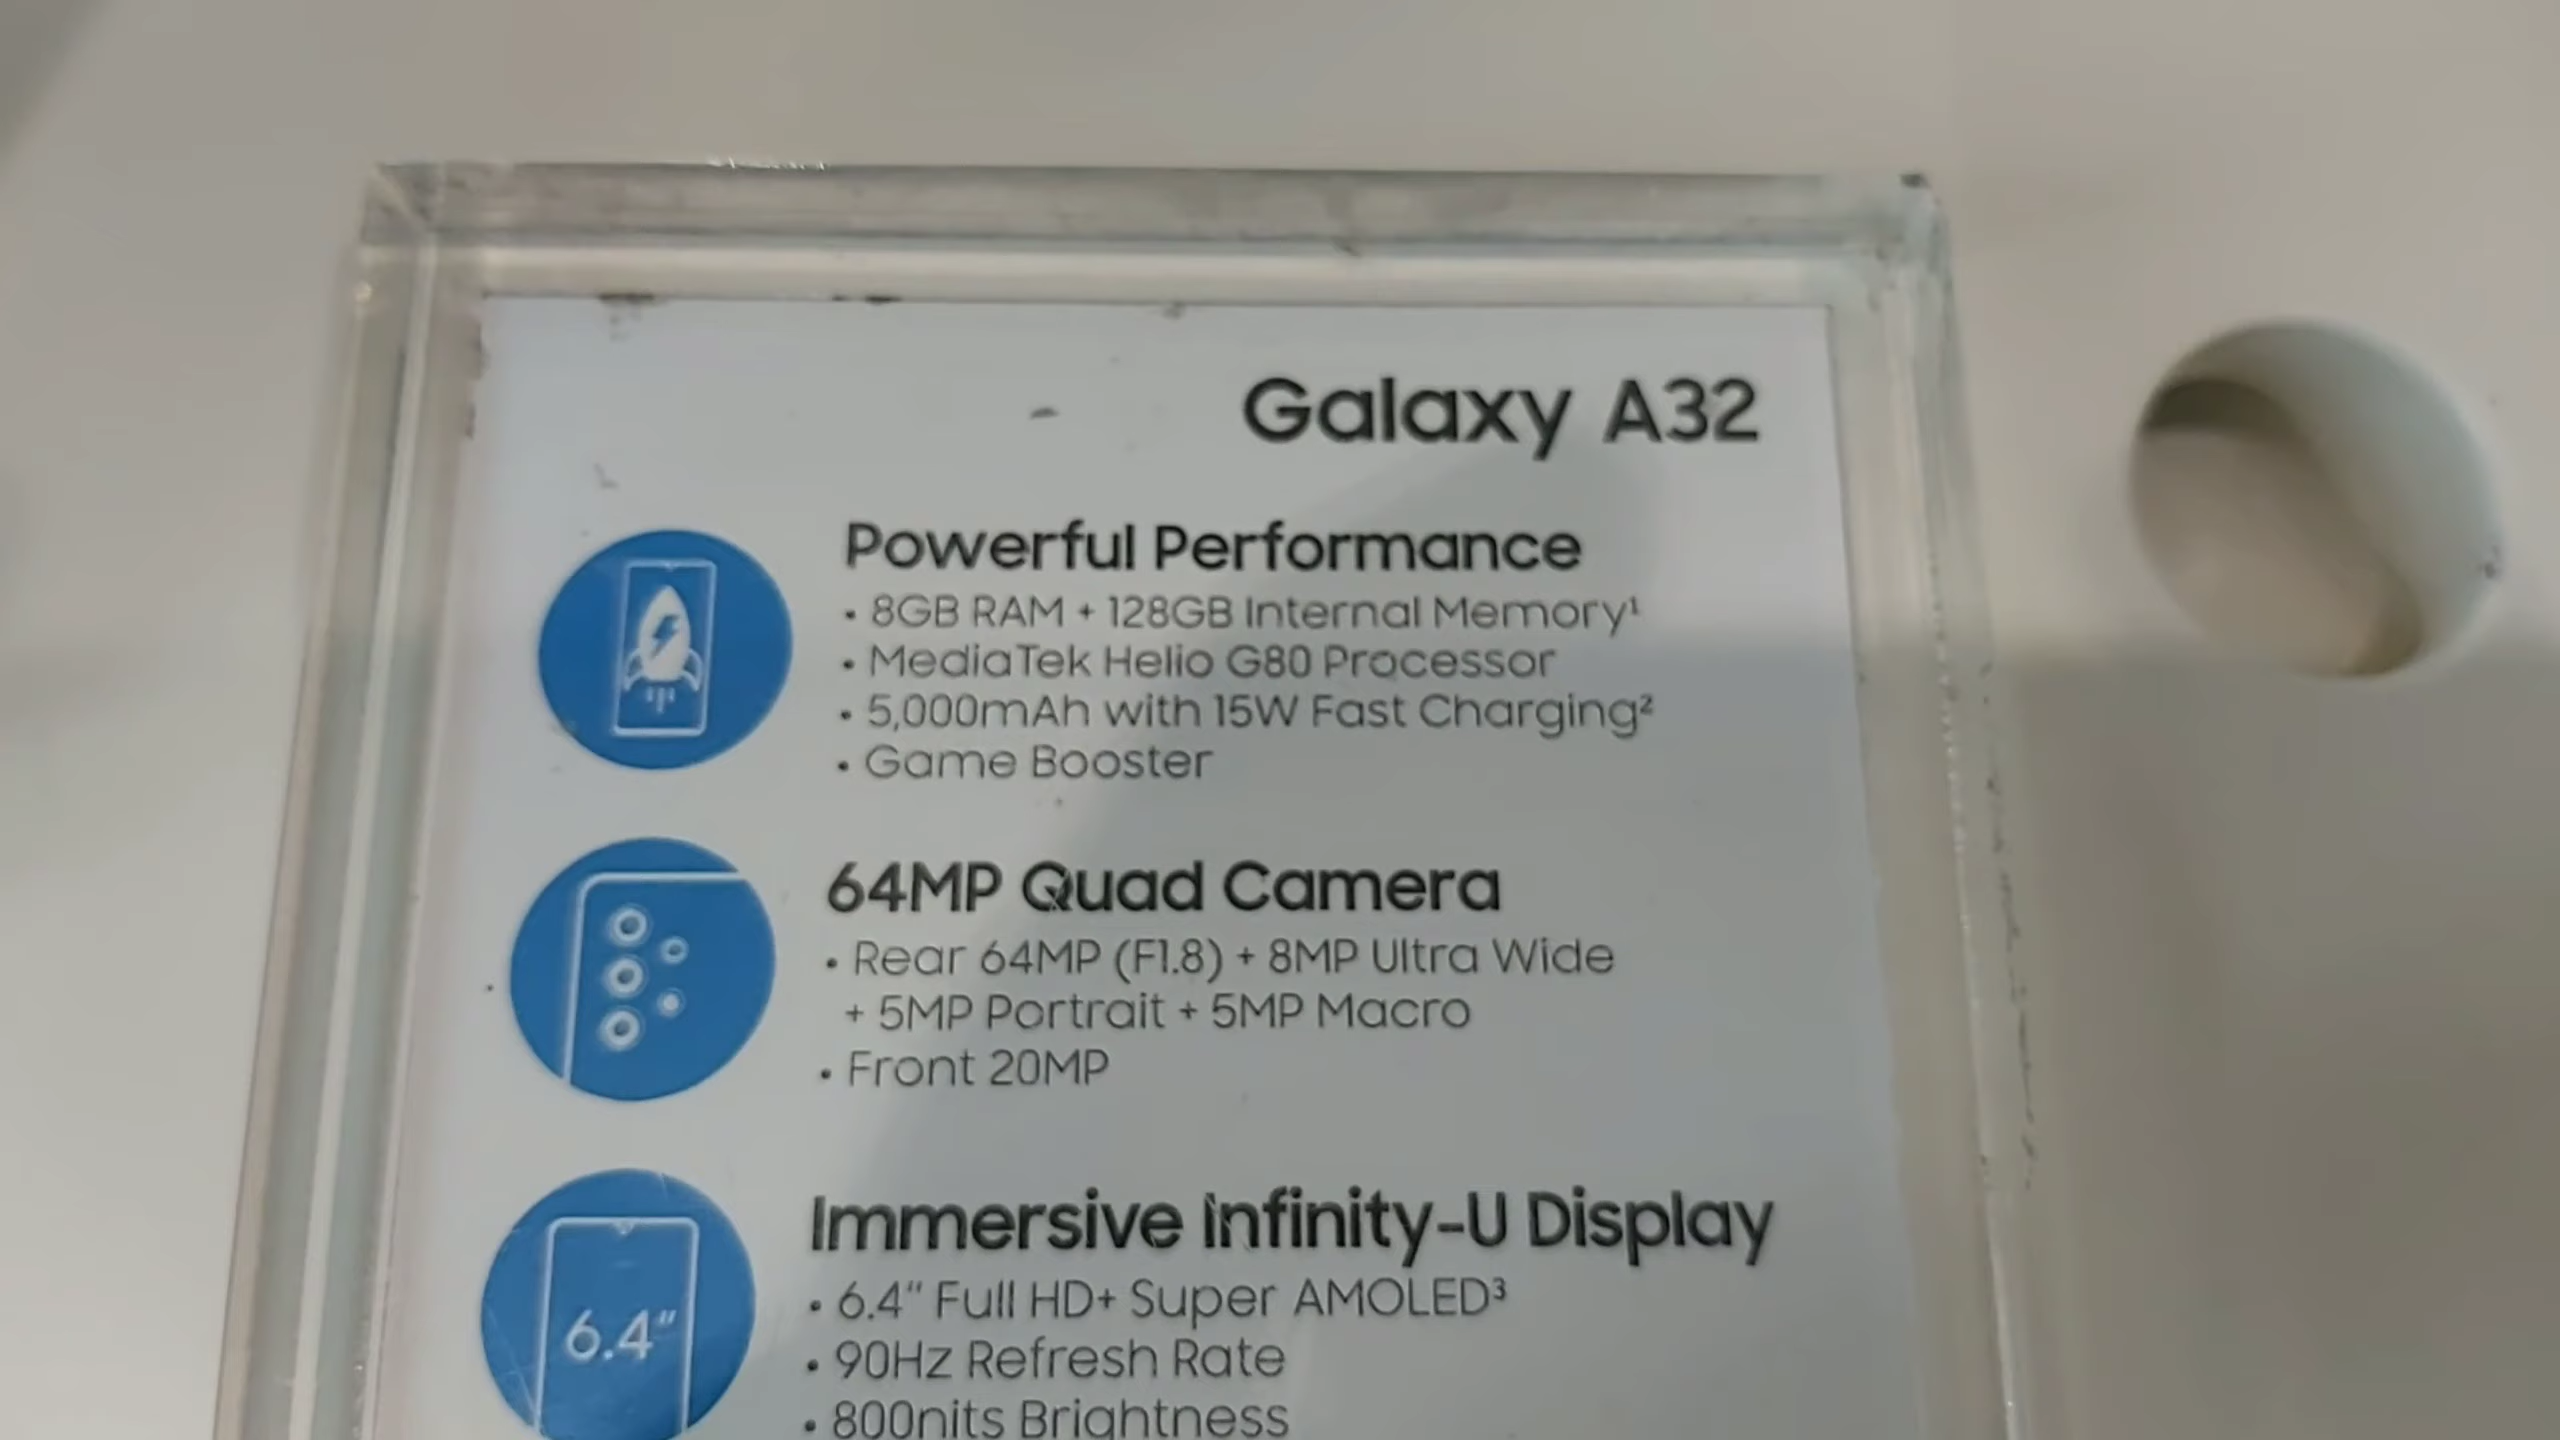 Galaxy A32
Powerful Performance
• 8GB RAM + 128GB Internal Memory¹
• MediaTek Helio G80 Processor
• 5,000mAh with 15W Fast Charging²
• Game Booster
64MP Quad Camera
• Rear 64MP (F1.8) + 8MP Ultra Wide
+ 5MP Portrait + 5MP Macro
• Front 20MP
Immersive Infinity-U Display
• 6.4" Full HD+ Super AMOLED³
6.4"
• 90Hz Refresh Rate
• 800nits Brightness